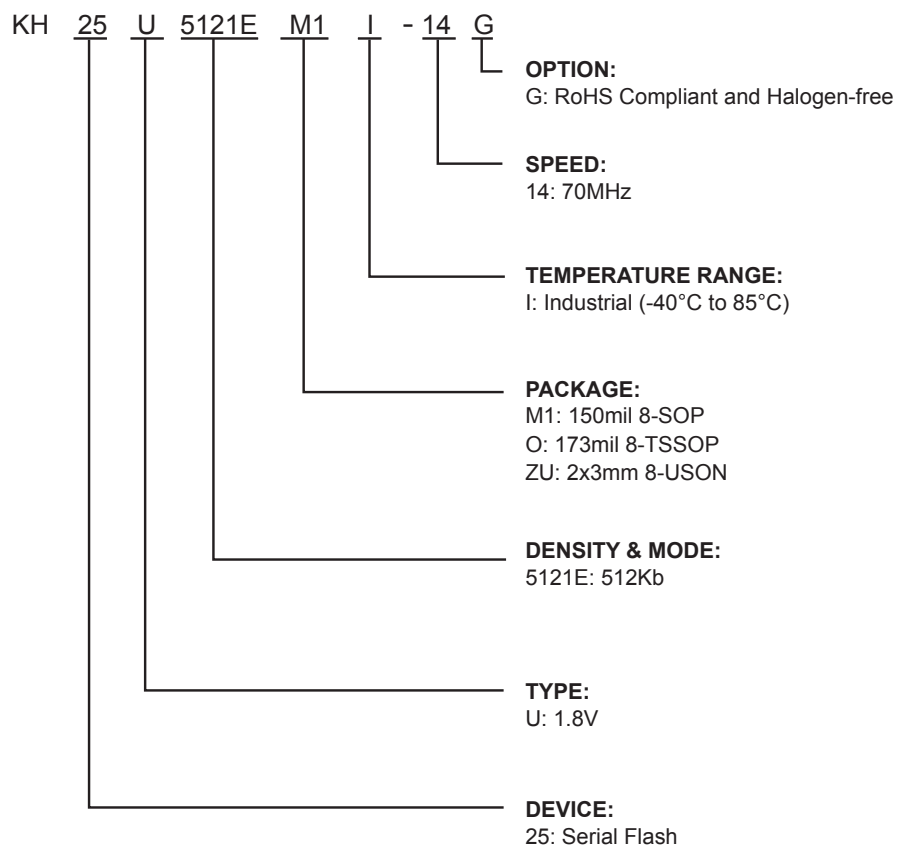 KH 25 U 5121E M1 I - 14 G
OPTION:
G: RoHS Compliant and Halogen-free
SPEED:
14: 70MHz
TEMPERATURE RANGE:
I: Industrial (-40°C to 85°C)
PACKAGE:
M1: 150mil 8-SOP
O: 173mil 8-TSSOP
ZU: 2x3mm 8-USON
DENSITY & MODE:
5121E: 512Kb
TYPE:
U: 1.8V
DEVICE:
25: Serial Flash